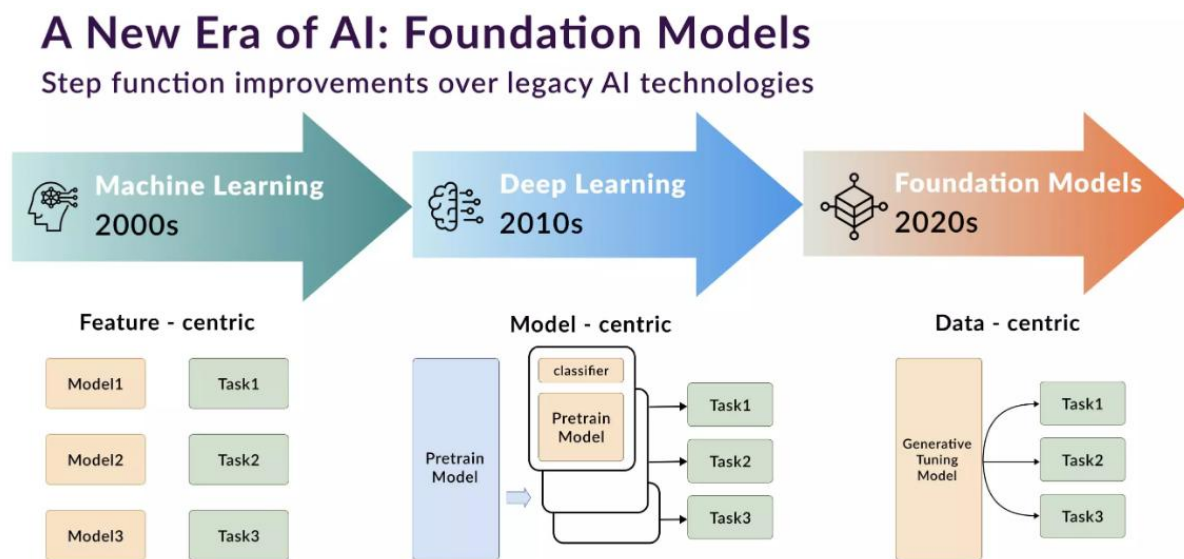 A New Era of AI: Foundation Models
Step function improvements over legacy AI technologies
Machine Learning
2000s
Deep Learning
2010s
Foundation Models
2020s
Feature - centric
Model1
Task1
Model2
Task2
Model3
Task3
Model - centric
Pretrain
Model
classifier
Pretrain
Model
Task1
Task2
Task3
Data - centric
Generative
Tuning
Model
Task1
Task2
Task3